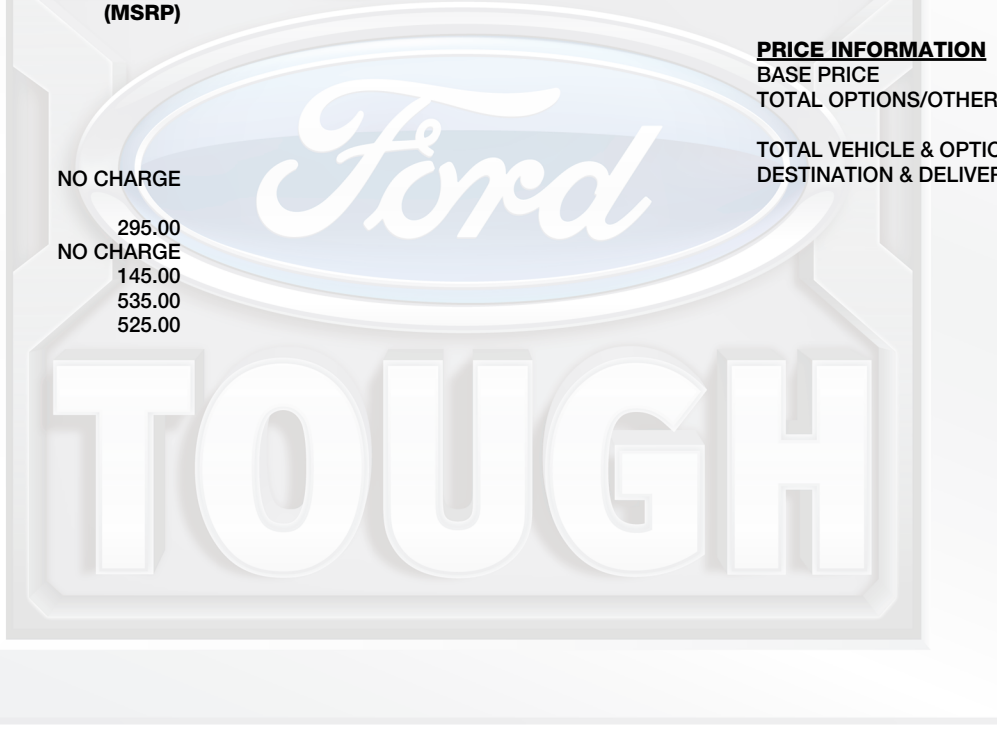 (MSRP)
NO CHARGE
295.00
NO CHARGE
145.00
535.00
525.00
PRICE INFORMATION
BASE PRICE
TOTAL OPTIONS/OTHER
TOTAL VEHICLE & OPTIO
DESTINATION & DELIVER
Ford
TOUGH